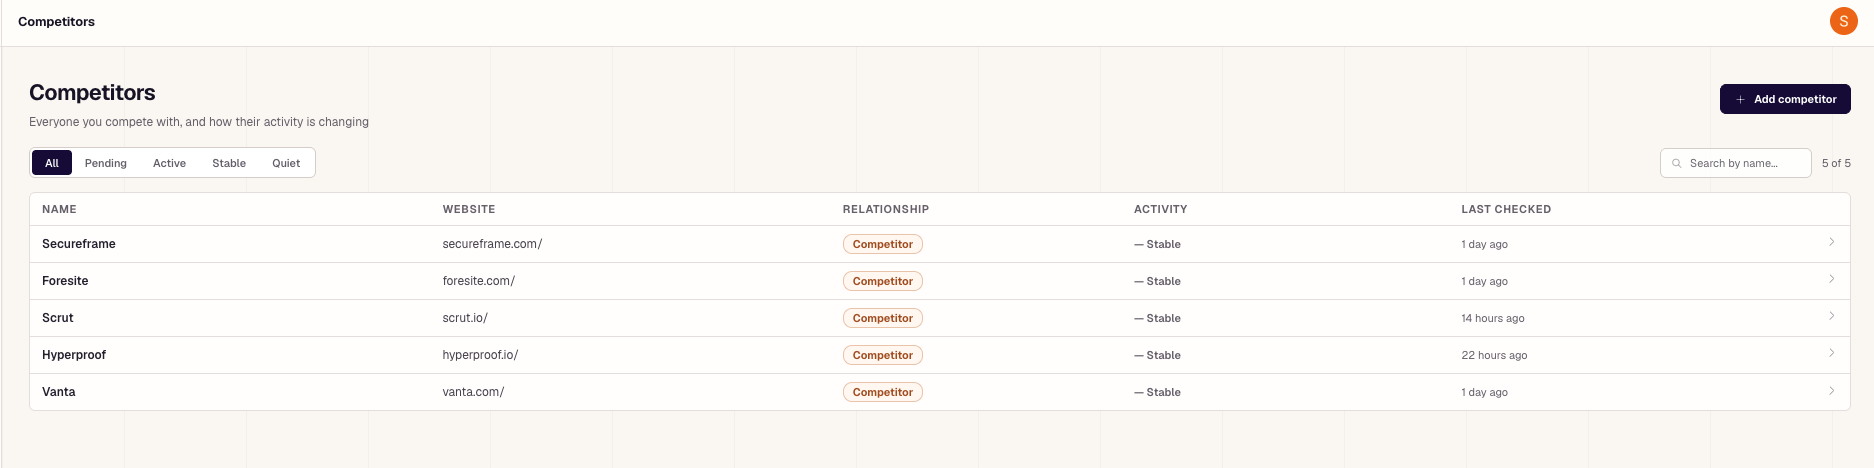 Competitors
S
Competitors
Everyone you compete with, and how their activity is changing
+ Add competitor
All Pending Active Stable Quiet
Search by name... 5 of 5
NAME WEBSITE RELATIONSHIP ACTIVITY LAST CHECKED
Secureframe secureframe.com/ Competitor — Stable 1 day ago
Foresite foresite.com/ Competitor — Stable 1 day ago
Scrut scrut.io/ Competitor — Stable 14 hours ago
Hyperproof hyperproof.io/ Competitor — Stable 22 hours ago
Vanta vanta.com/ Competitor — Stable 1 day ago